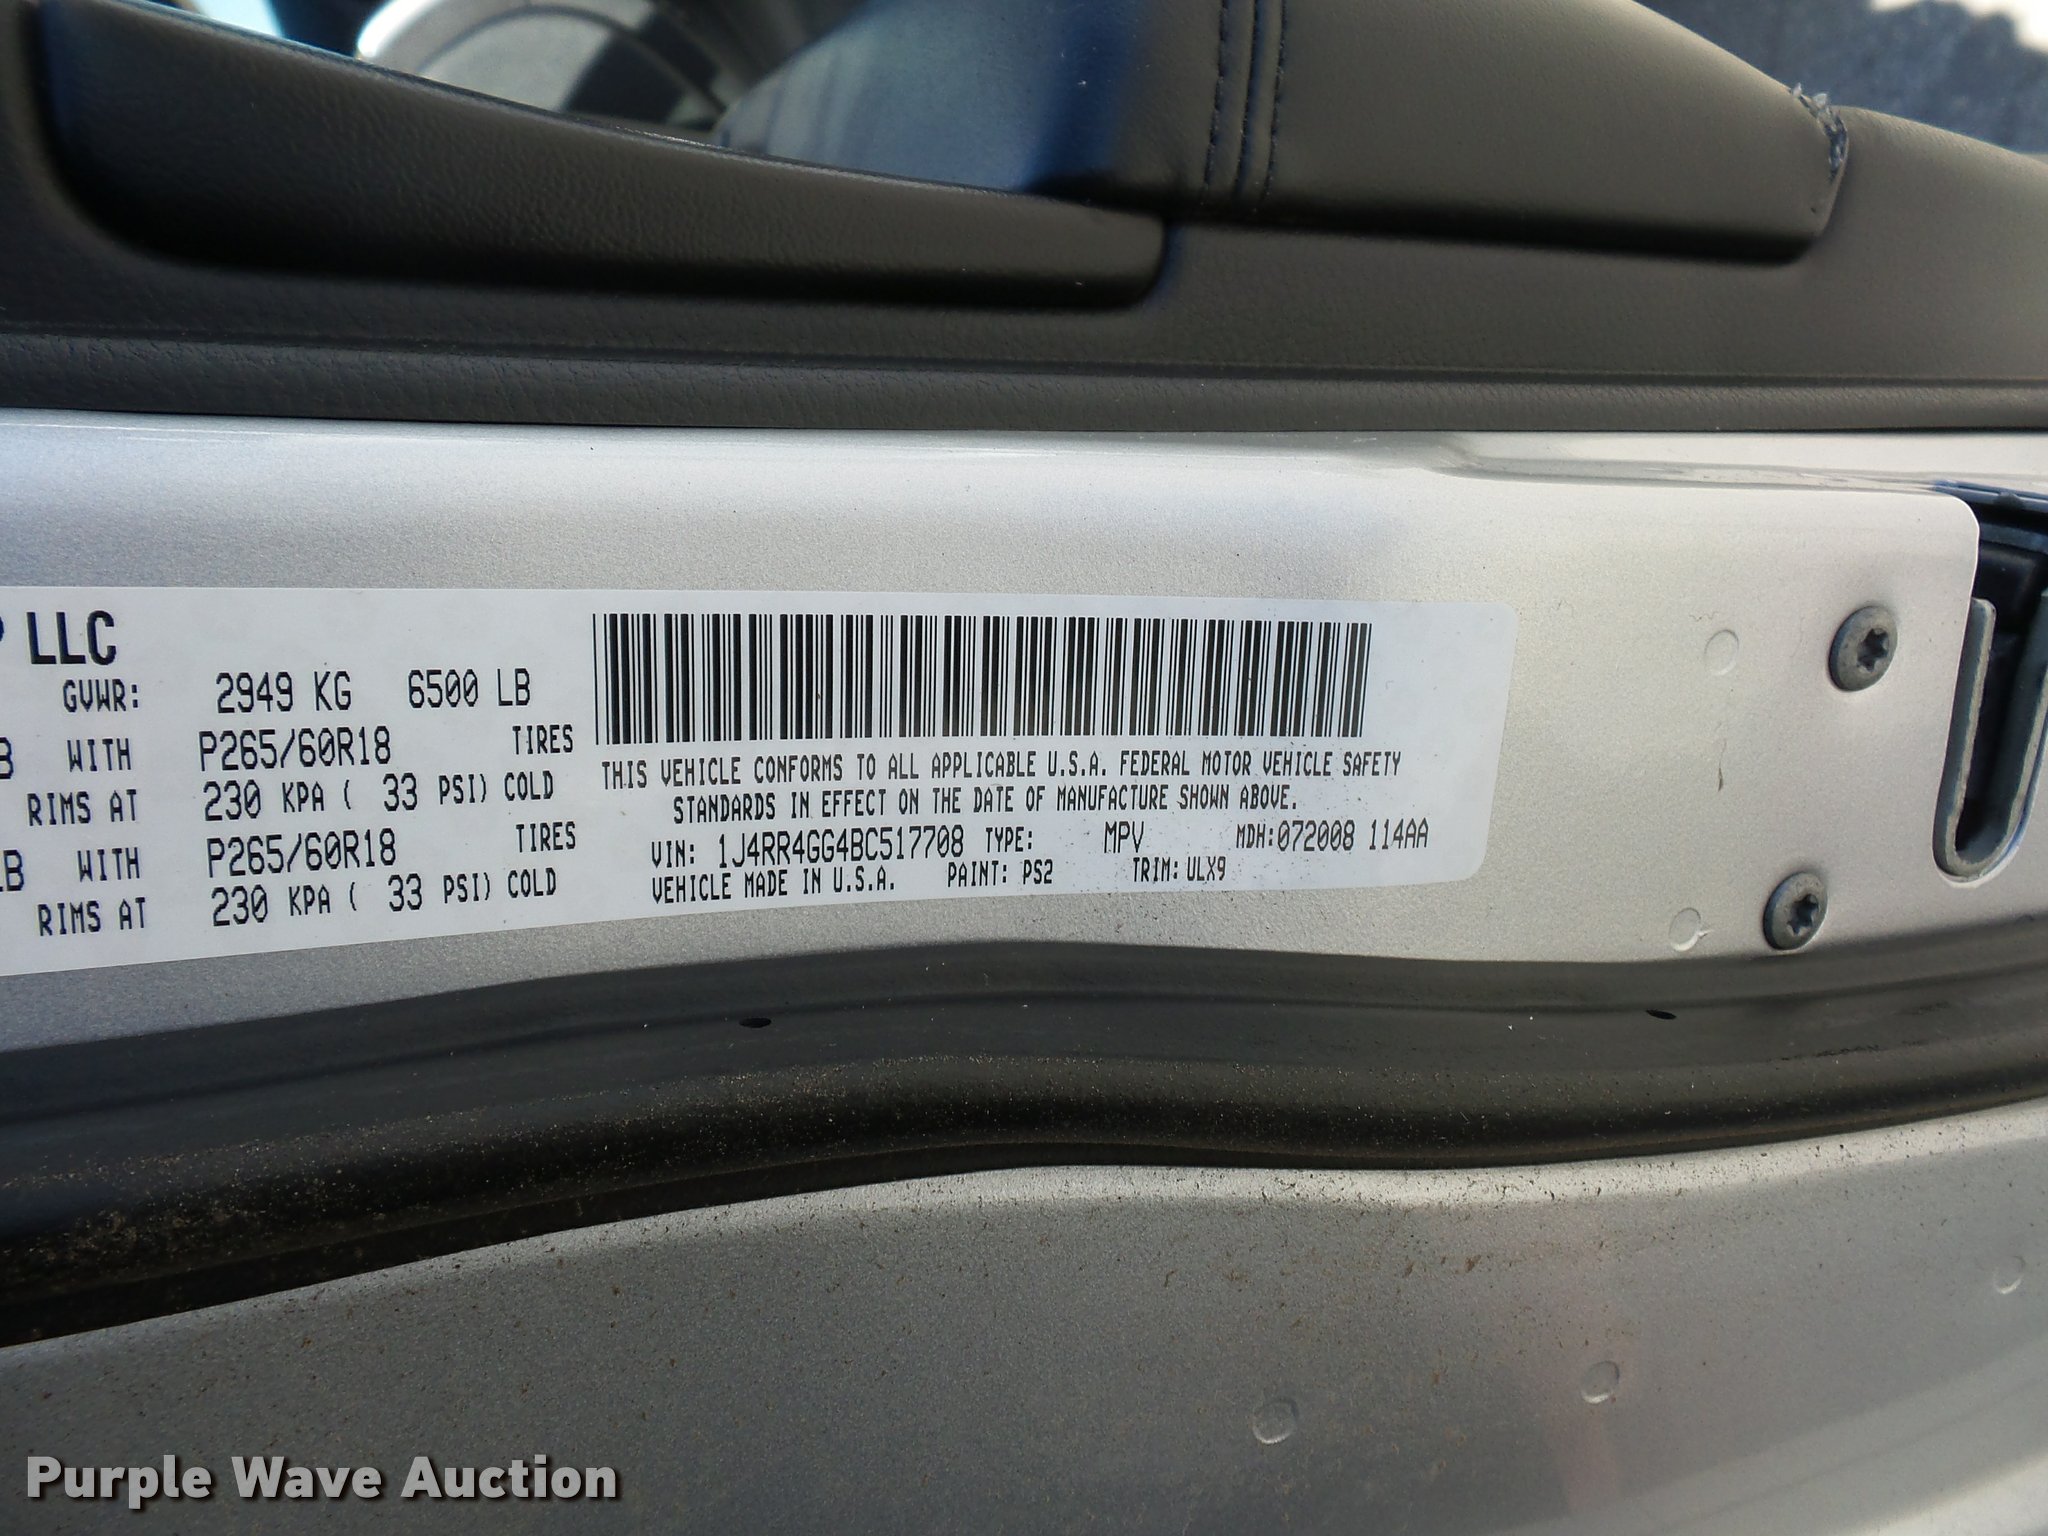 LLC
GVWR: 2949 KG 6500 LB
B WITH P265/60R18 TIRES
RIMS AT 230 KPA ( 33 PSI) COLD
LB WITH P265/60R18 TIRES
RIMS AT 230 KPA ( 33 PSI) COLD
THIS VEHICLE CONFORMS TO ALL APPLICABLE U.S.A. FEDERAL MOTOR VEHICLE SAFETY
STANDARDS IN EFFECT ON THE DATE OF MANUFACTURE SHOWN ABOVE.
VIN: 1J4RR4GG4BC517708 TYPE: MPV MDH:072008 114AA
VEHICLE MADE IN U.S.A. PAINT: PS2 TRIM: ULX9
Purple Wave Auction